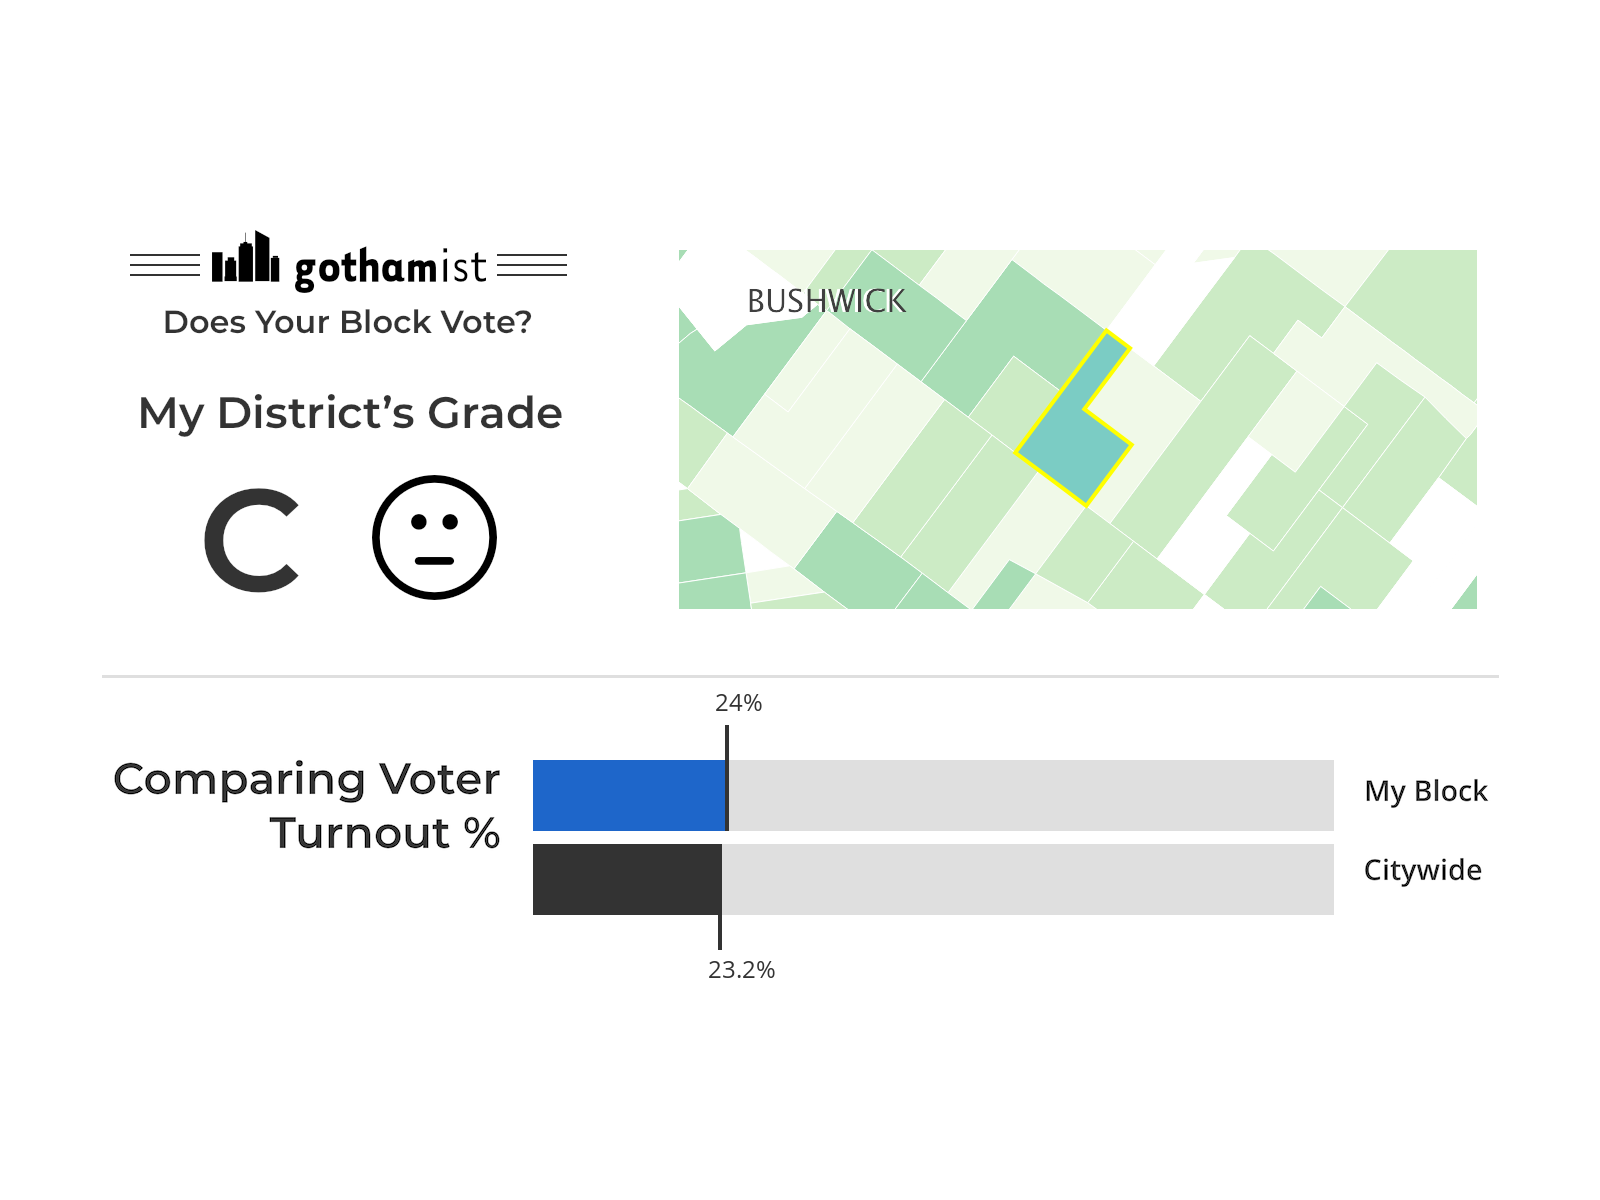 gothamist
Does Your Block Vote?
My District’s Grade
C
BUSHWICK
24%
Comparing Voter
Turnout %
My Block
Citywide
23.2%